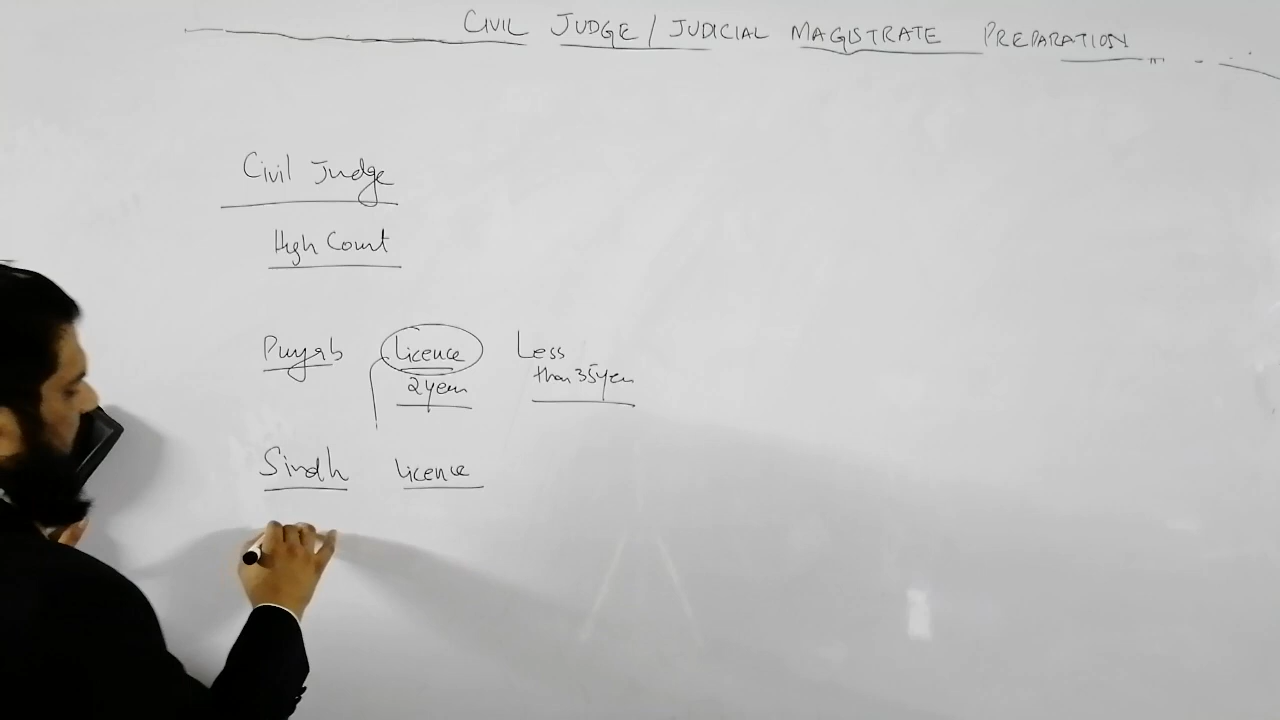 CIVIL JUDGE / JUDICIAL MAGISTRATE PREPARATION
Civil Judge
High Court
Punjab Licence Less
2 years than 35 years
Sindh Licence